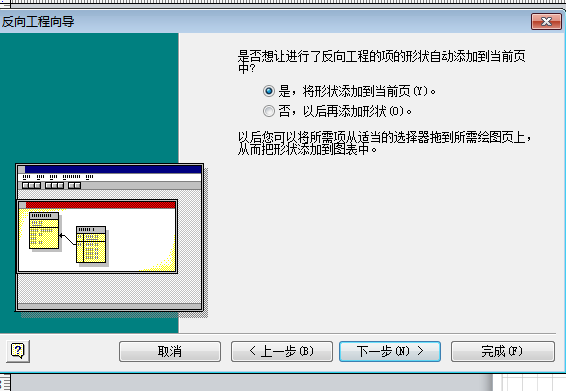 反向工程向导
是否想让进行了反向工程的项的形状自动添加到当前页
中?
是，将形状添加到当前页(Y)。
否，以后再添加形状(O)。
以后您可以将所需项从适当的选择器拖到所需绘图页上，
从而把形状添加到图表中。
取消
< 上一步(B)
下一步(N) >
完成(F)